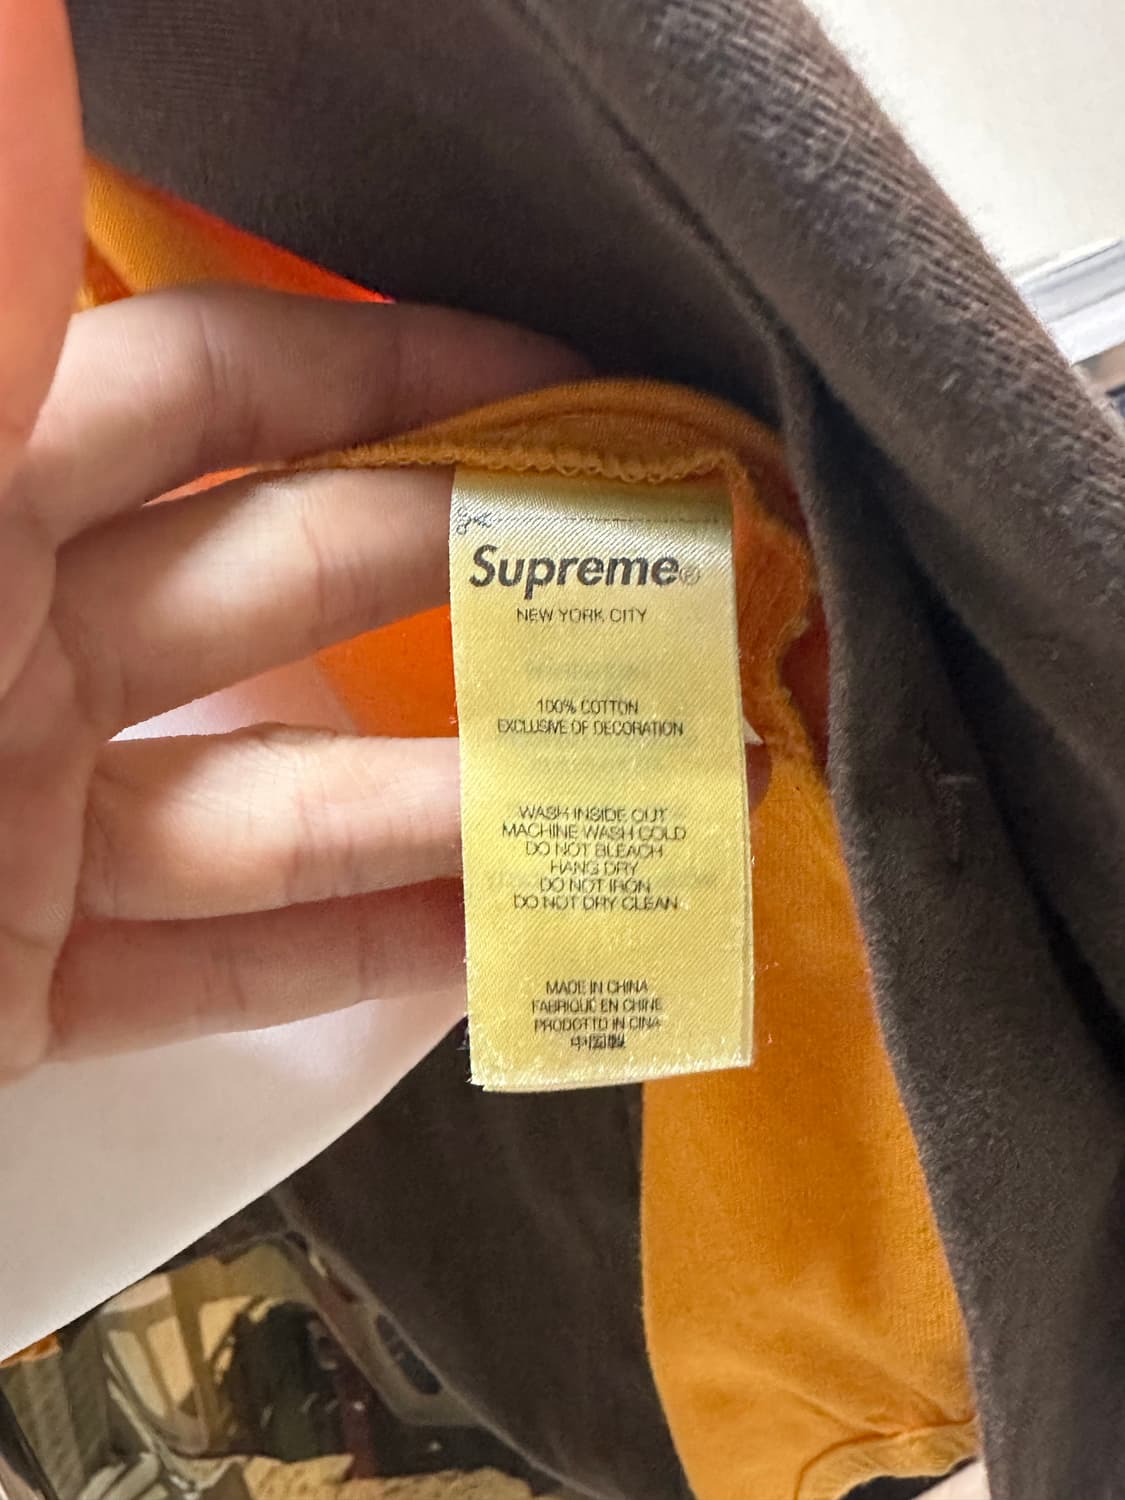 Supreme®
NEW YORK CITY
100% COTTON
EXCLUSIVE OF DECORATION
WASH INSIDE OUT
MACHINE WASH COLD
DO NOT BLEACH
HANG DRY
DO NOT IRON
DO NOT DRY CLEAN
MADE IN CHINA
FABRIQUÉ EN CHINE
PRODOTTO IN CINA
中国製